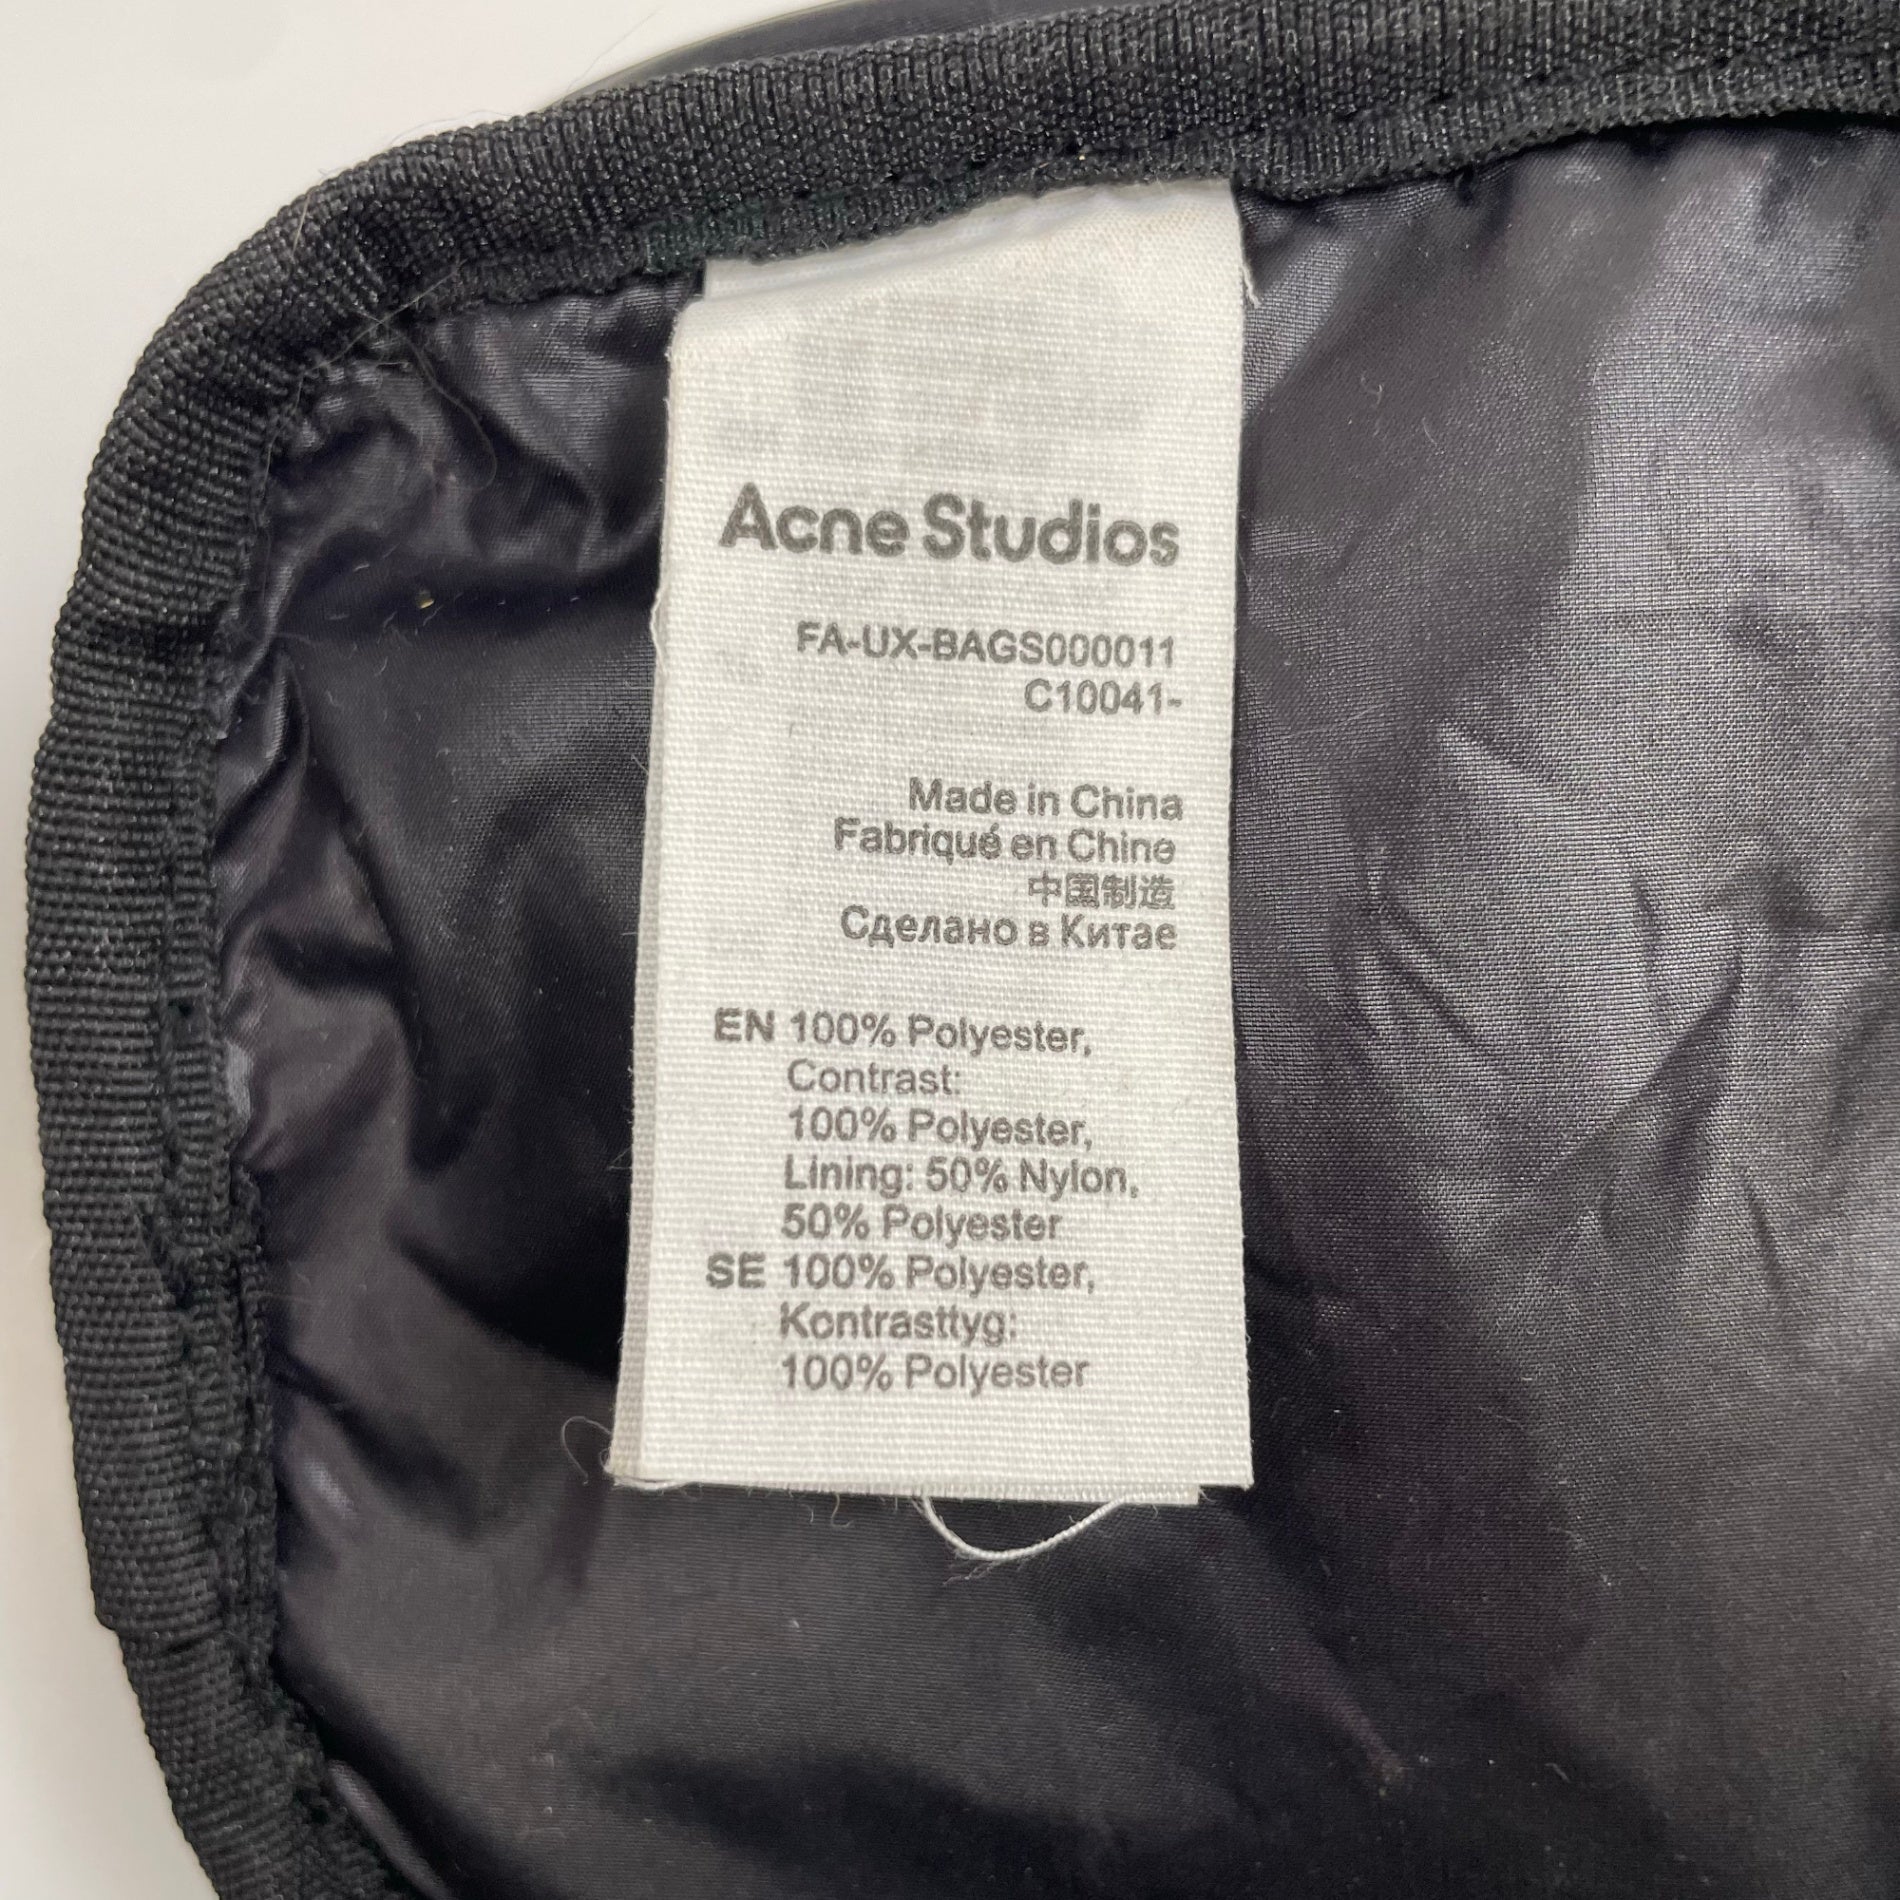 Acne Studios
FA-UX-BAGS000011
C10041-
Made in China
Fabriqué en Chine
中国制造
Сделано в Китае
EN 100% Polyester,
Contrast:
100% Polyester,
Lining: 50% Nylon,
50% Polyester
SE 100% Polyester,
Kontrasttyg:
100% Polyester